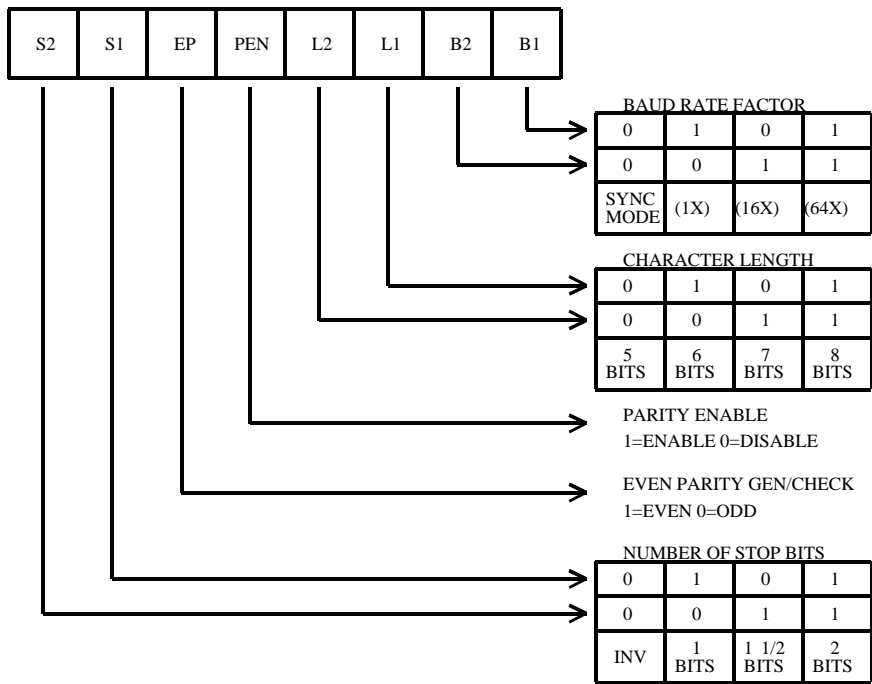 S2 S1 EP PEN L2 L1 B2 B1
BAUD RATE FACTOR
0 1 0 1
0 0 1 1
SYNC MODE (1X) (16X) (64X)
CHARACTER LENGTH
0 1 0 1
0 0 1 1
5 BITS 6 BITS 7 BITS 8 BITS
PARITY ENABLE
1=ENABLE 0=DISABLE
EVEN PARITY GEN/CHECK
1=EVEN 0=ODD
NUMBER OF STOP BITS
0 1 0 1
0 0 1 1
INV 1 BITS 1 1/2 BITS 2 BITS